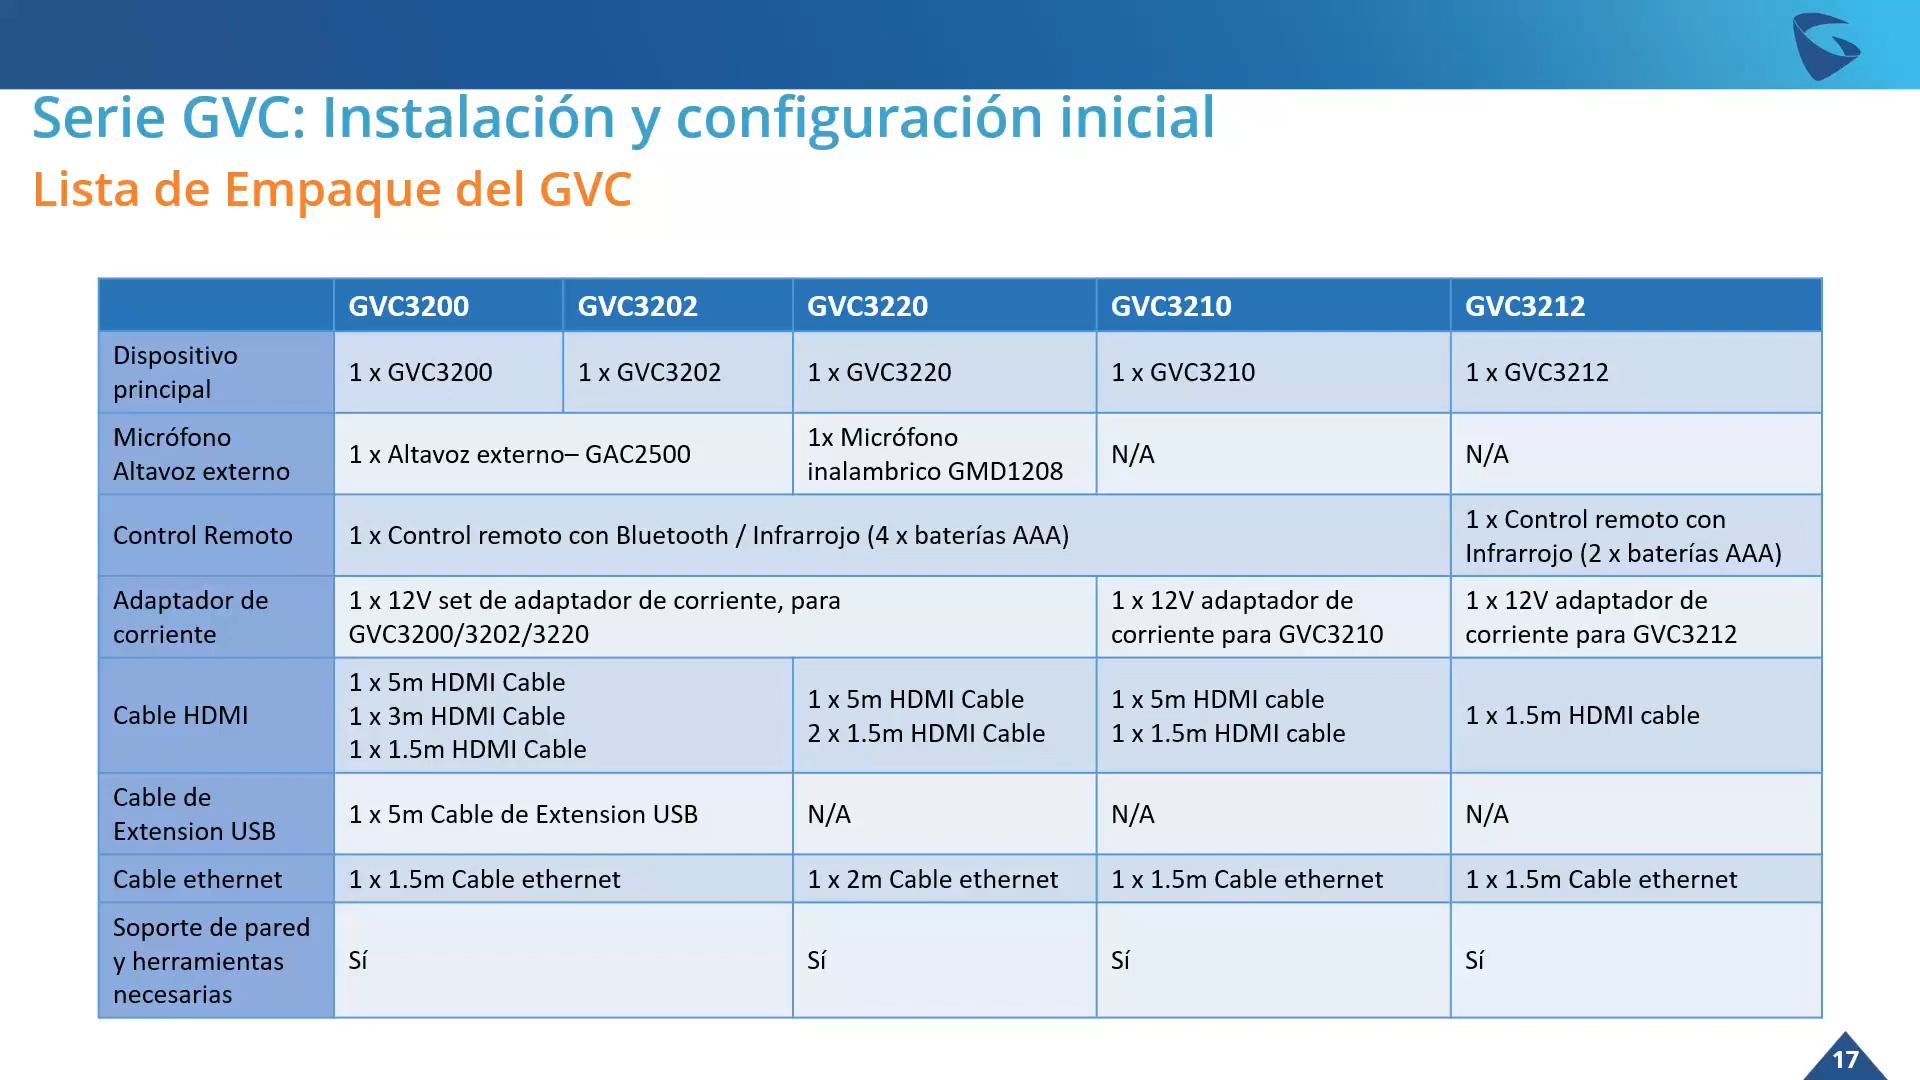 Serie GVC: Instalación y configuración inicial
Lista de Empaque del GVC
GVC3200
GVC3202
GVC3220
GVC3210
GVC3212
Dispositivo
principal
1 x GVC3200
1 x GVC3202
1 x GVC3220
1 x GVC3210
1 x GVC3212
Micrófono
Altavoz externo
1 x Altavoz externo– GAC2500
1x Micrófono
inalambrico GMD1208
N/A
N/A
Control Remoto
1 x Control remoto con Bluetooth / Infrarrojo (4 x baterías AAA)
1 x Control remoto con
Infrarrojo (2 x baterías AAA)
Adaptador de
corriente
1 x 12V set de adaptador de corriente, para
GVC3200/3202/3220
1 x 12V adaptador de
corriente para GVC3210
1 x 12V adaptador de
corriente para GVC3212
Cable HDMI
1 x 5m HDMI Cable
1 x 3m HDMI Cable
1 x 1.5m HDMI Cable
1 x 5m HDMI Cable
2 x 1.5m HDMI Cable
1 x 5m HDMI cable
1 x 1.5m HDMI cable
1 x 1.5m HDMI cable
Cable de
Extension USB
1 x 5m Cable de Extension USB
N/A
N/A
N/A
Cable ethernet
1 x 1.5m Cable ethernet
1 x 2m Cable ethernet
1 x 1.5m Cable ethernet
1 x 1.5m Cable ethernet
Soporte de pared
y herramientas
necesarias
Sí
Sí
Sí
Sí
17